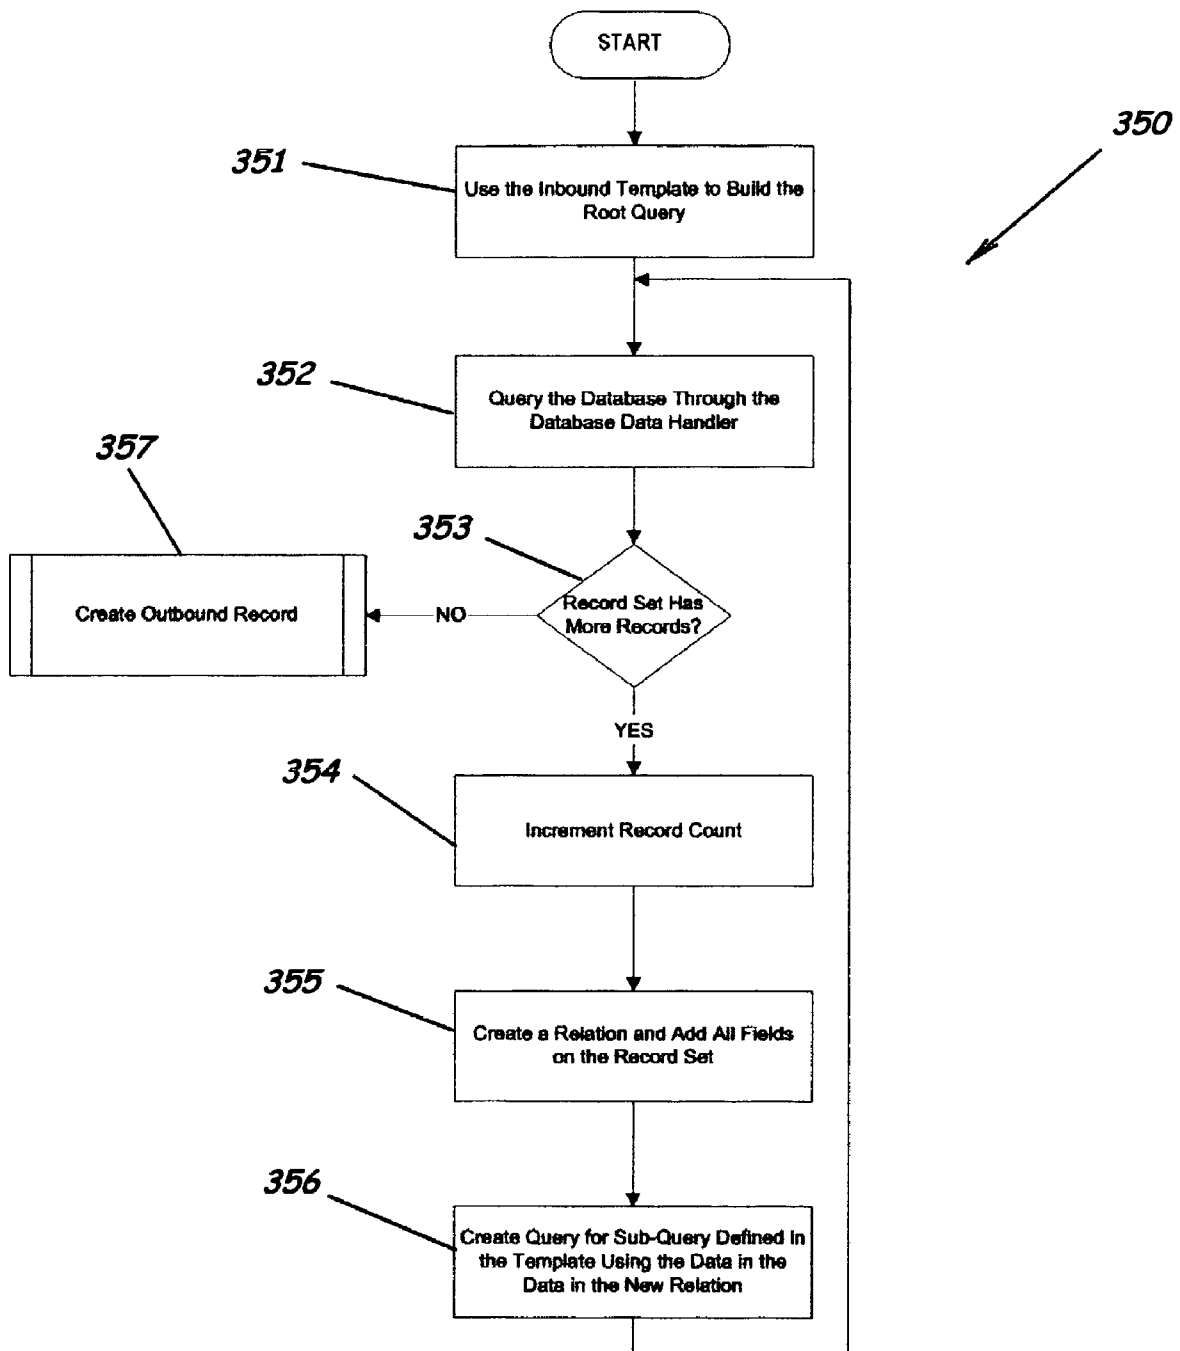 START
350
351
Use the Inbound Template to Build the
Root Query
352
Query the Database Through the
Database Data Handler
357
353
Create Outbound Record
NO
Record Set Has
More Records?
YES
354
Increment Record Count
355
Create a Relation and Add All Fields
on the Record Set
356
Create Query for Sub-Query Defined in
the Template Using the Data in the
Data in the New Relation